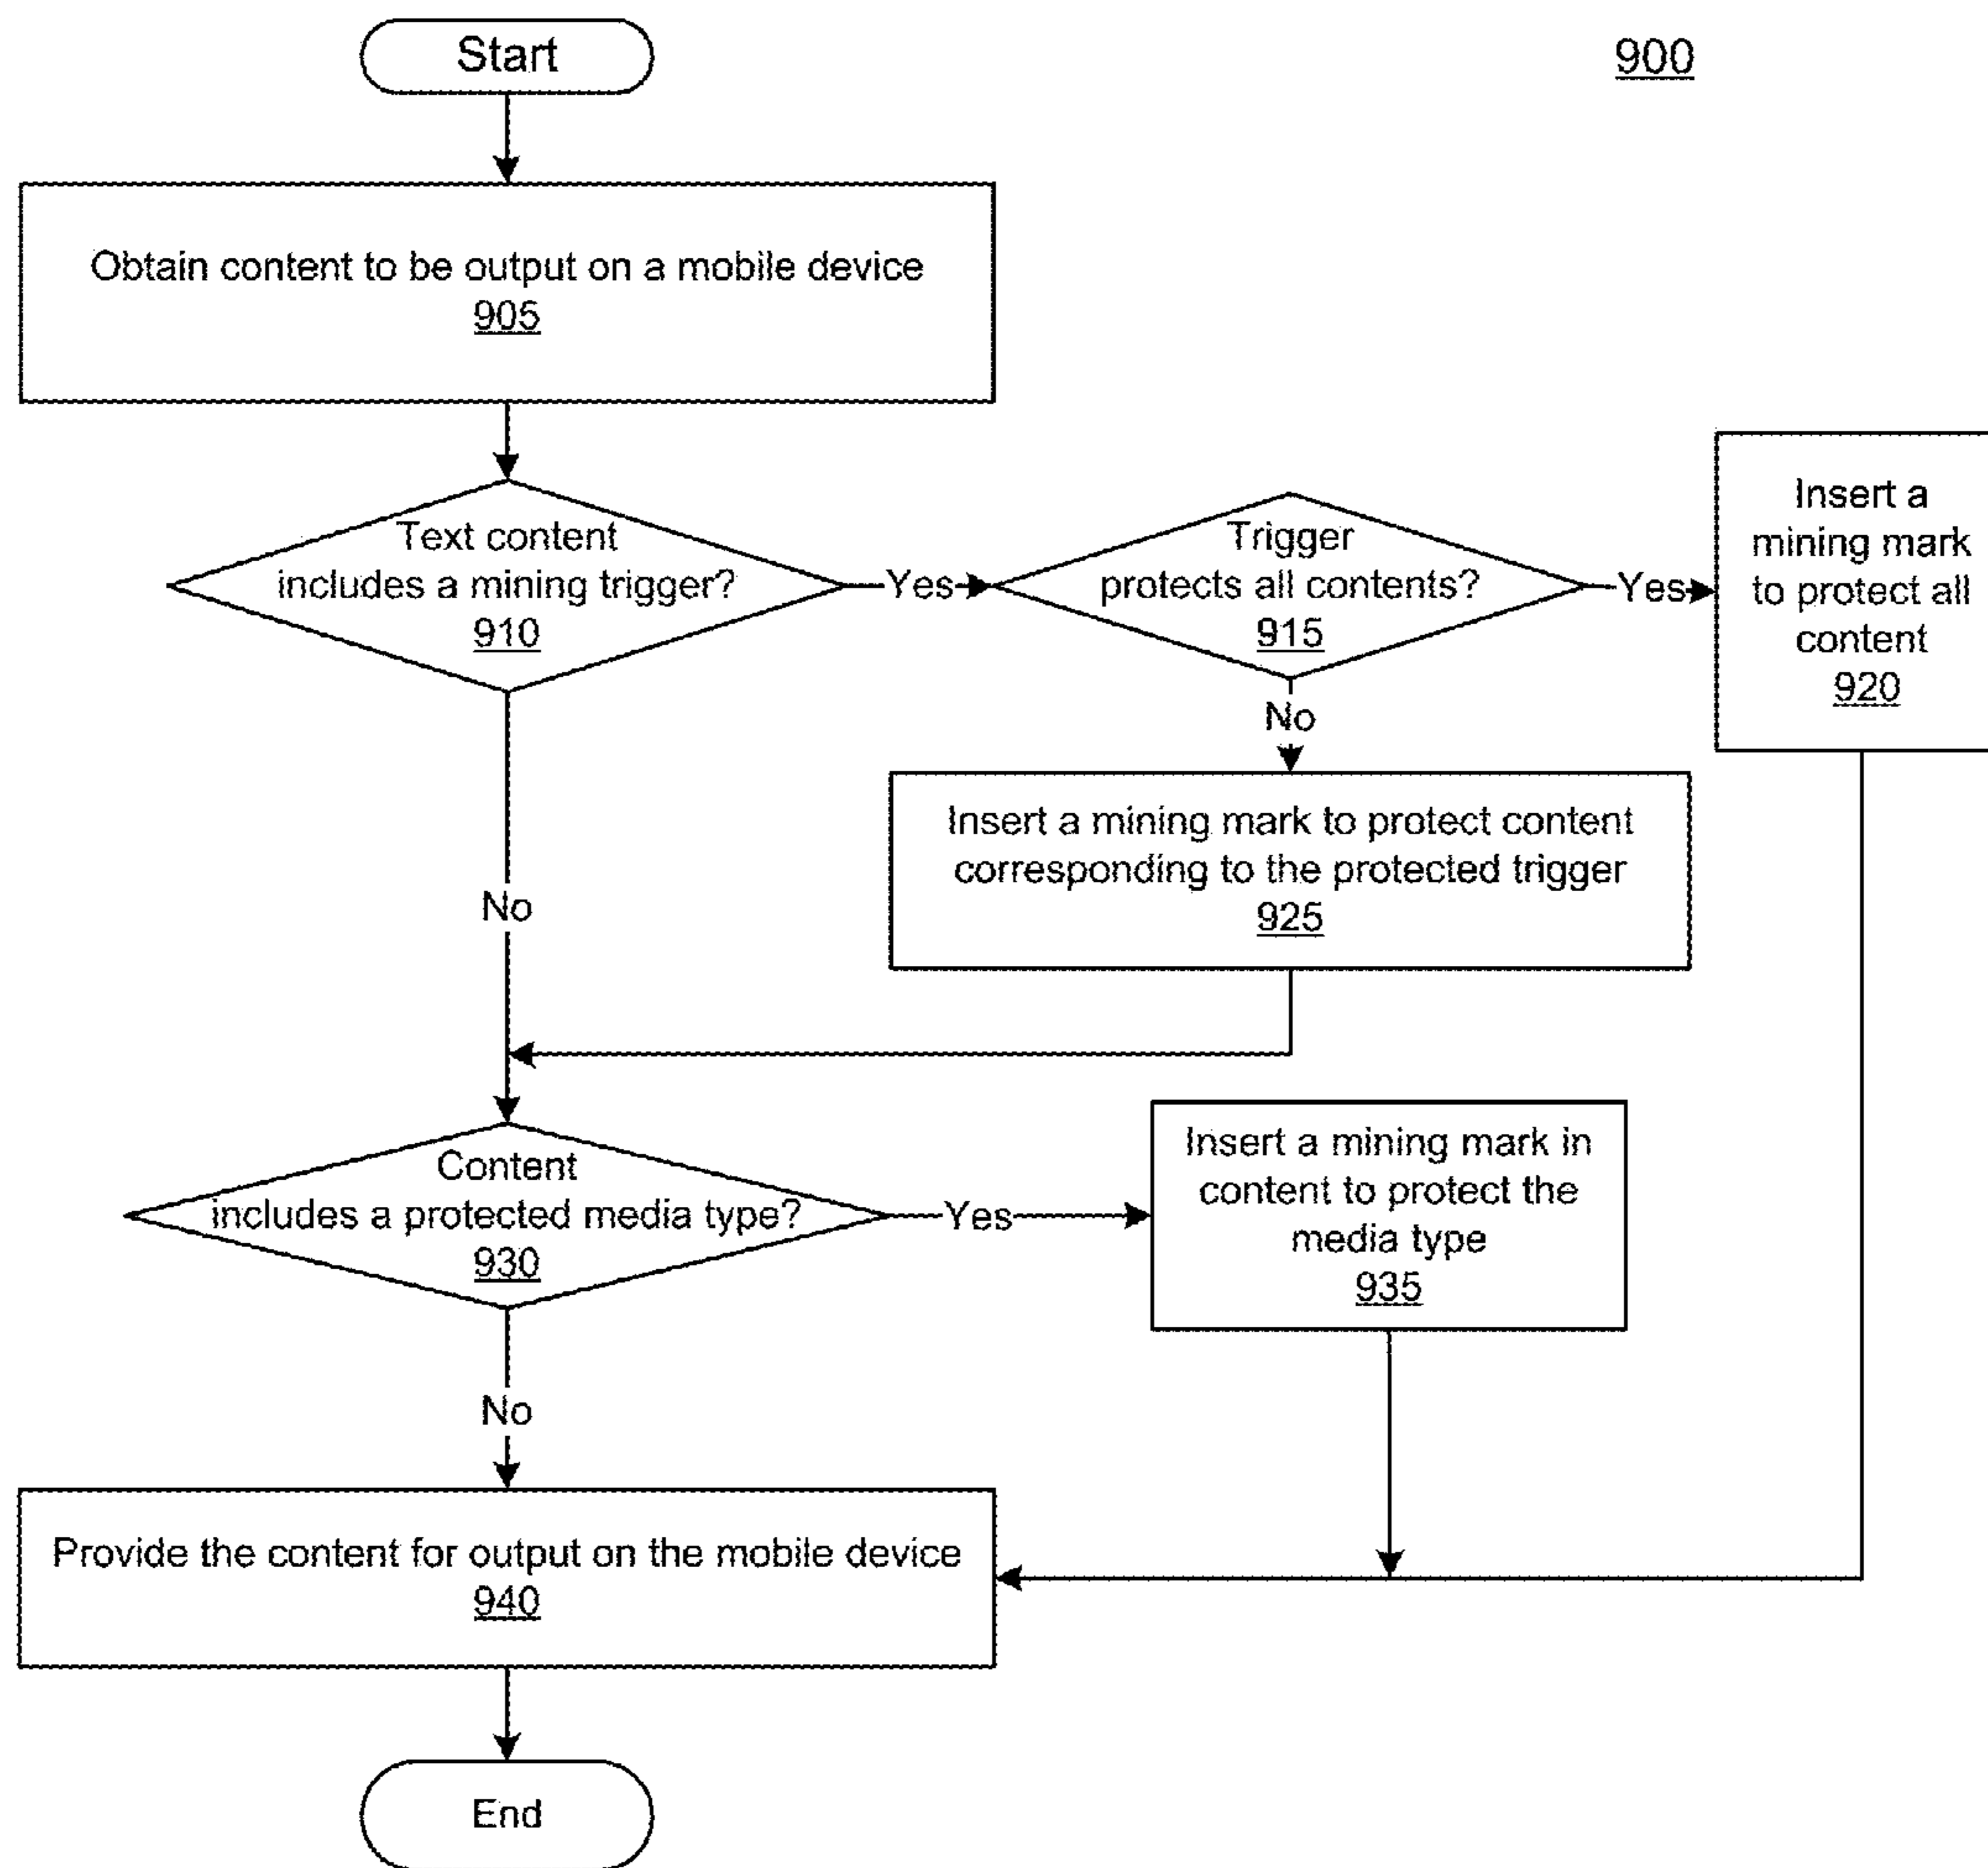 Start
900
Obtain content to be output on a mobile device
905
Text content
includes a mining trigger?
910
Yes
Trigger
protects all contents?
915
Yes
Insert a
mining mark
to protect all
content
920
No
Insert a mining mark to protect content
corresponding to the protected trigger
925
No
Content
includes a protected media type?
930
Yes
Insert a mining mark in
content to protect the
media type
935
No
Provide the content for output on the mobile device
940
End